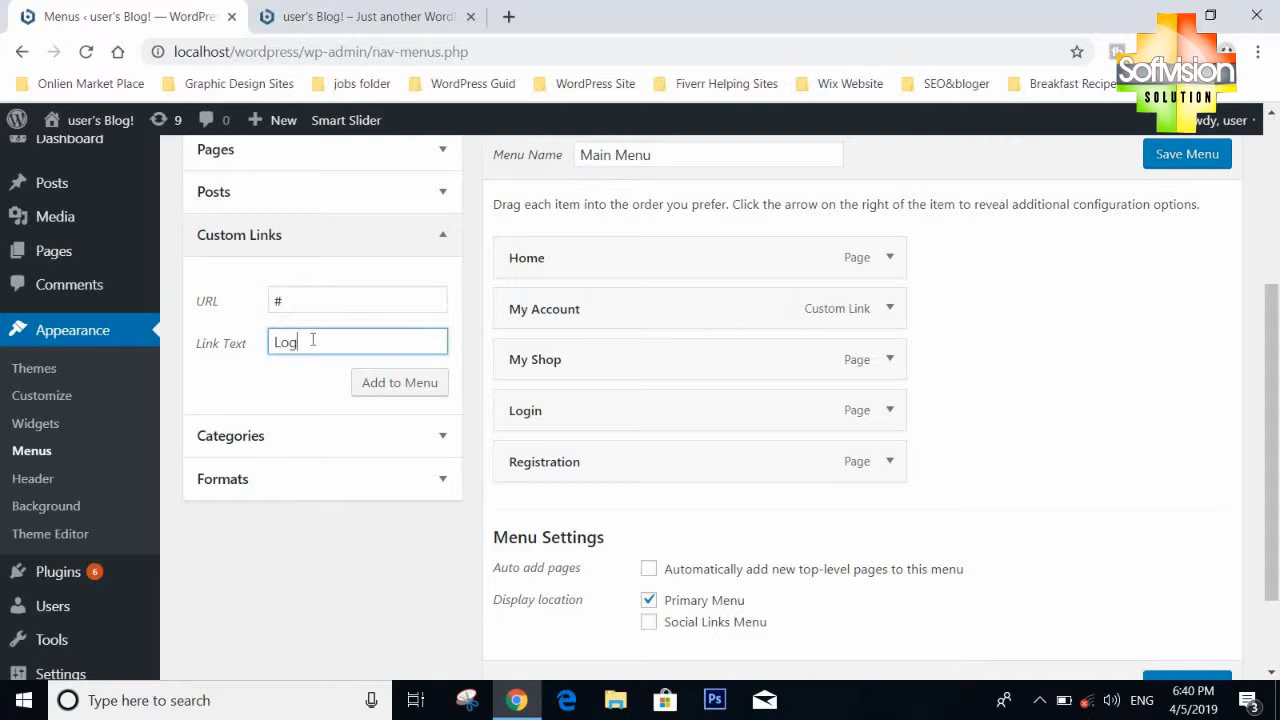 Menus ‹ user's Blog! — WordPre
user's Blog! – Just another Word
localhost/wordpress/wp-admin/nav-menus.php
Onlien Market Place
Graphic Design Sites
jobs folder
WordPress Guid
WordPress Site
Fiverr Helping Sites
Wix Website
SEO&bloger
Breakfast Recipe
Sofvision
SOLUTION
user's Blog!
9
0
New
Smart Slider
wdy, user
Dashboard
Posts
Media
Pages
Comments
Appearance
Themes
Customize
Widgets
Menus
Header
Background
Theme Editor
Plugins 6
Users
Tools
Settings
Pages
Posts
Custom Links
URL
#
Link Text
Log
Add to Menu
Categories
Formats
Menu Name
Main Menu
Save Menu
Drag each item into the order you prefer. Click the arrow on the right of the item to reveal additional configuration options.
Home
Page
My Account
Custom Link
My Shop
Page
Login
Page
Registration
Page
Menu Settings
Auto add pages
Automatically add new top-level pages to this menu
Display location
Primary Menu
Social Links Menu
Type here to search
Ps
ENG
6:40 PM
4/5/2019
3